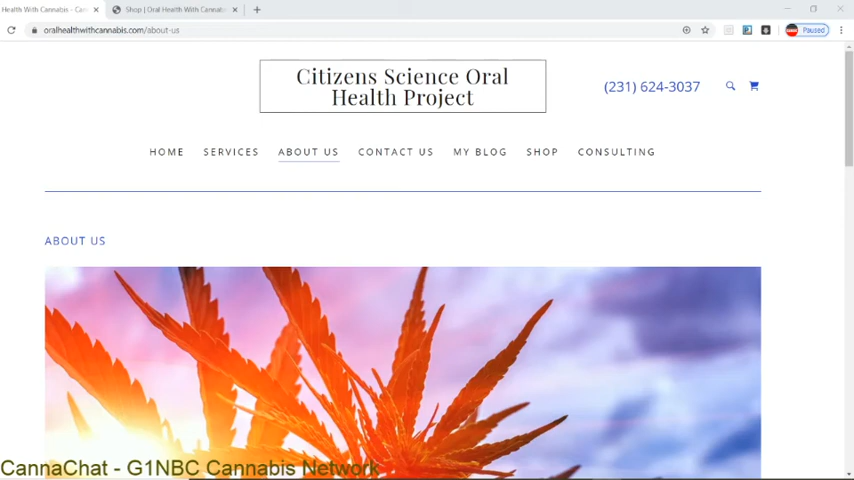 Health With Cannabis - Can
Shop | Oral Health With Cannabis
oralhealthwithcannabis.com/about-us
Paused
Citizens Science Oral
Health Project
(231) 624-3037
HOME SERVICES ABOUT US CONTACT US MY BLOG SHOP CONSULTING
ABOUT US
CannaChat - G1NBC Cannabis Network